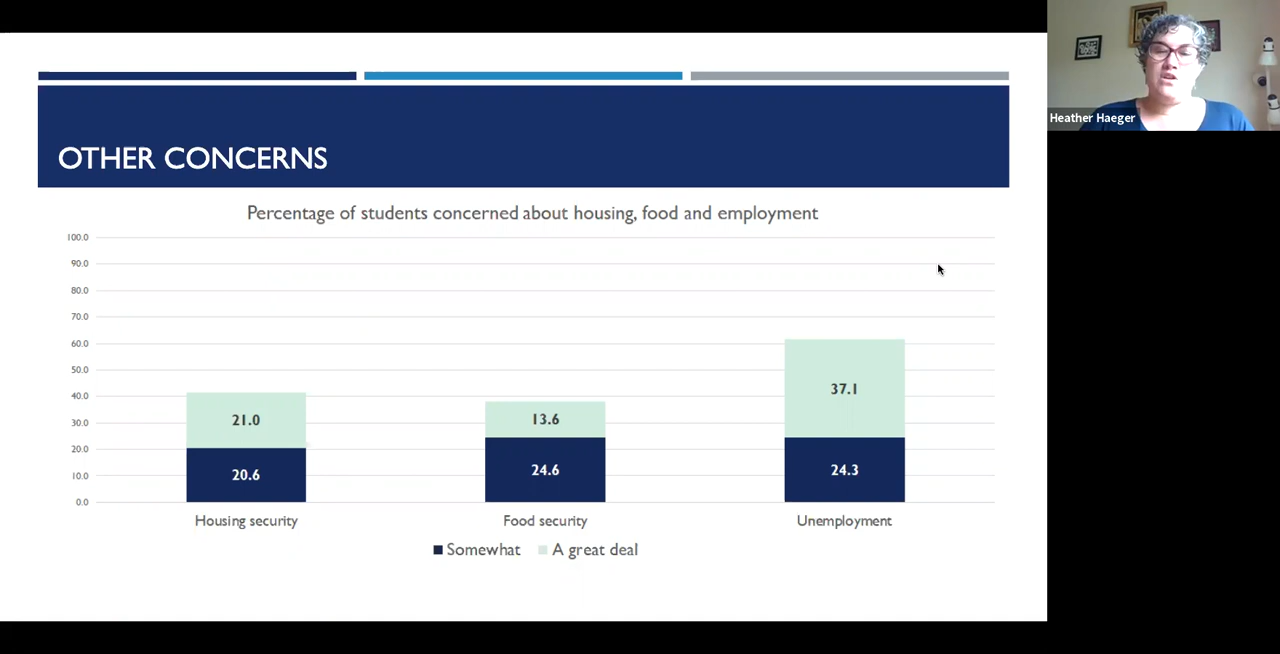 Heather Haeger
OTHER CONCERNS
Percentage of students concerned about housing, food and employment
100.0
90.0
80.0
70.0
60.0
50.0
40.0
30.0
20.0
10.0
0.0
21.0
20.6
13.6
24.6
37.1
24.3
Housing security
Food security
Unemployment
Somewhat
A great deal